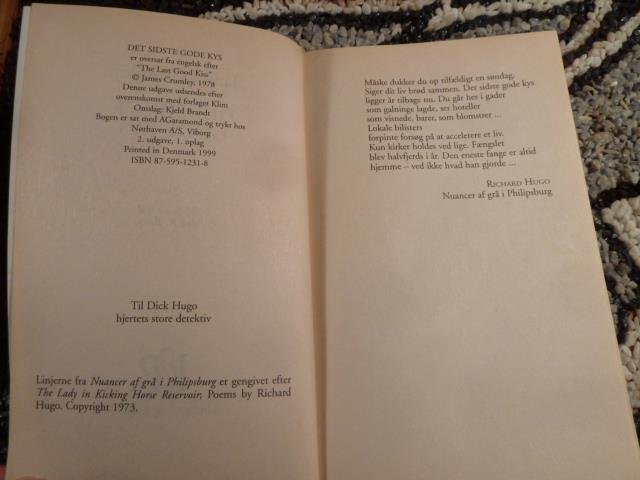 DET SIDSTE GODE KYS
er oversat fra engelsk efter
"The Last Good Kiss"
© James Crumley, 1978
Denne udgave udsendes efter
overenskomst med forlaget Klim
Omslag: Kjeld Brandt
Bogen er sat med AGaramond og trykt hos
Nørhaven A/S, Viborg
2. udgave, 1. oplag
Printed in Denmark 1999
ISBN 87-595-1231-8
Til Dick Hugo
hjertets store detektiv
Linjerne fra Nuancer af grå i Philipsburg er gengivet efter
The Lady in Kicking Horse Reservoir, Poems by Richard
Hugo. Copyright 1973.
Måske dukker du op tilfældigt en søndag.
Siger dit liv brød sammen. Det sidste gode kys
ligger år tilbage nu. Du går her i gader
som galninge lagde, ser hoteller
som visnede, barer, som blomstrer ...
Lokale bilisters
forpinte forsøg på at accelerere et liv.
Kun kirker holdes ved lige. Fængslet
blev halvfjerds i år. Den eneste fange er altid
hjemme – ved ikke hvad han gjorde ...
RICHARD HUGO
Nuancer af grå i Philipsburg